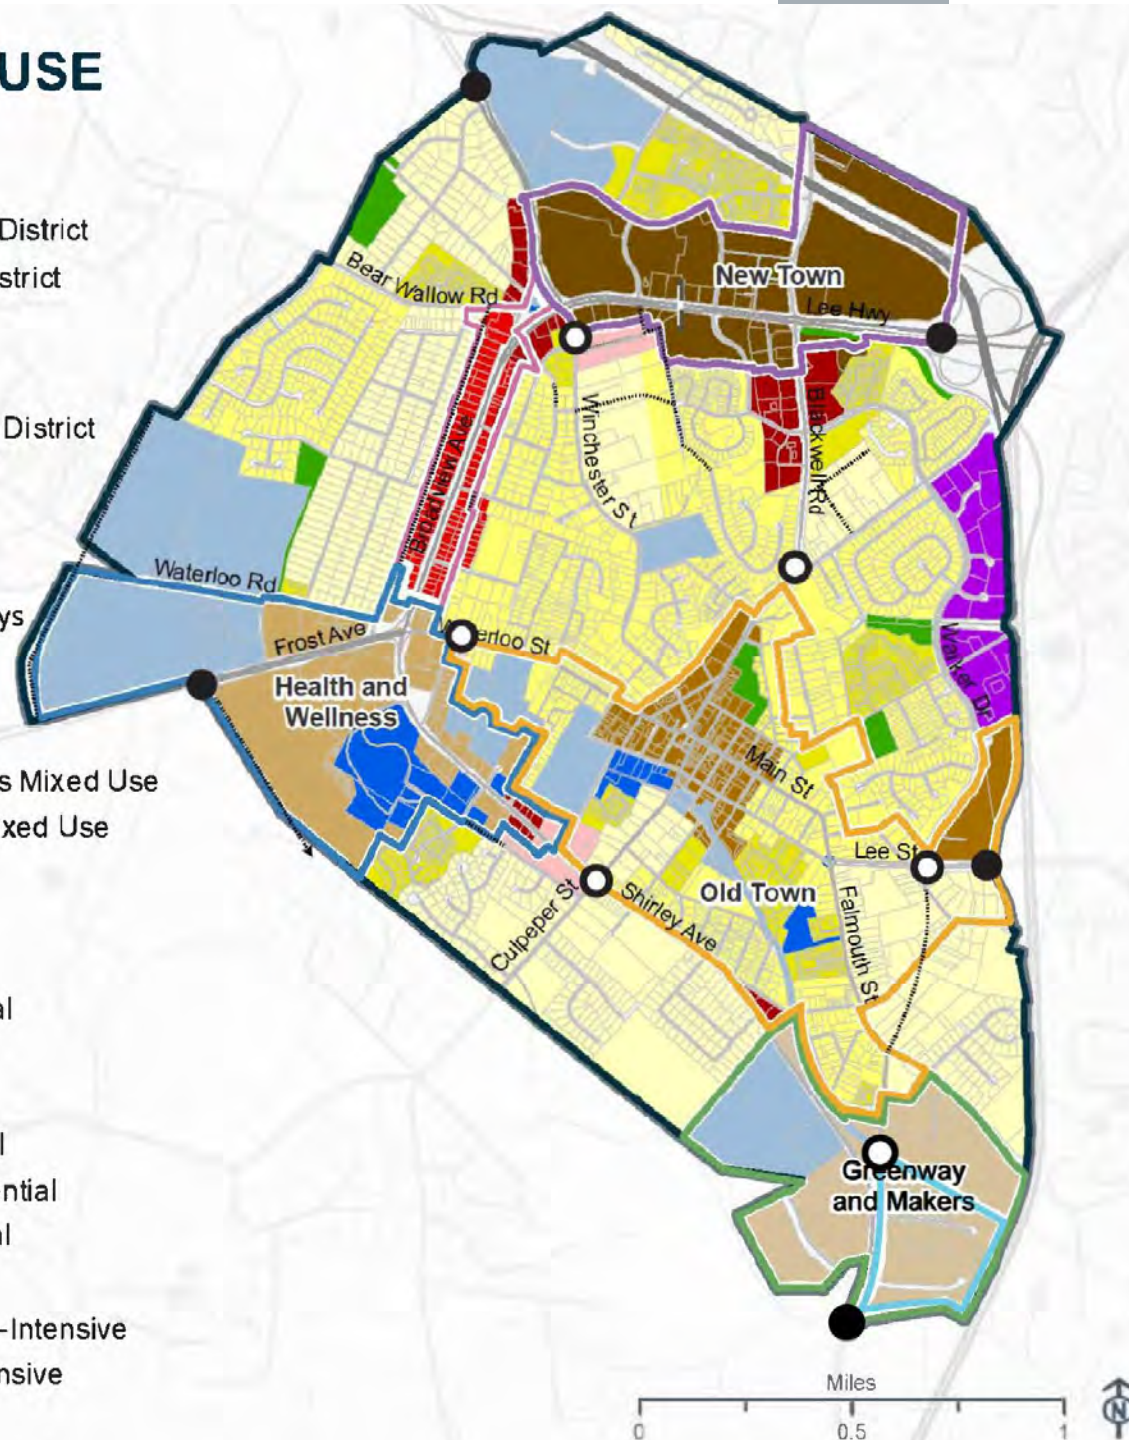 USE
District
strict
District
ys
s Mixed Use
xed Use
al
l
ntial
al
-Intensive
nsive
New Town
Lee Hwy
Bear Wallow Rd
Broadview Ave
Winchester St
Blackwell Rd
Waterloo Rd
Frost Ave
Waterloo St
Health and
Wellness
Walker Dr
Main St
Lee St
Old Town
Culpeper St
Shirley Ave
Falmouth St
Greenway
and Makers
Miles
0 0.5 1
N